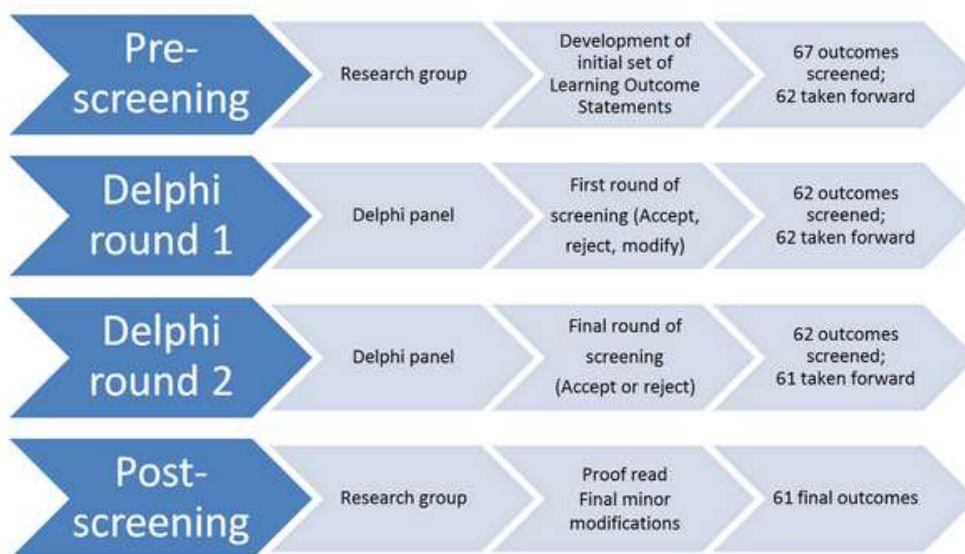 Pre-
screening
Research group
Development of
initial set of
Learning Outcome
Statements
67 outcomes
screened;
62 taken forward
Delphi
round 1
Delphi panel
First round of
screening (Accept,
reject, modify)
62 outcomes
screened;
62 taken forward
Delphi
round 2
Delphi panel
Final round of
screening
(Accept or reject)
62 outcomes
screened;
61 taken forward
Post-
screening
Research group
Proof read
Final minor
modifications
61 final outcomes